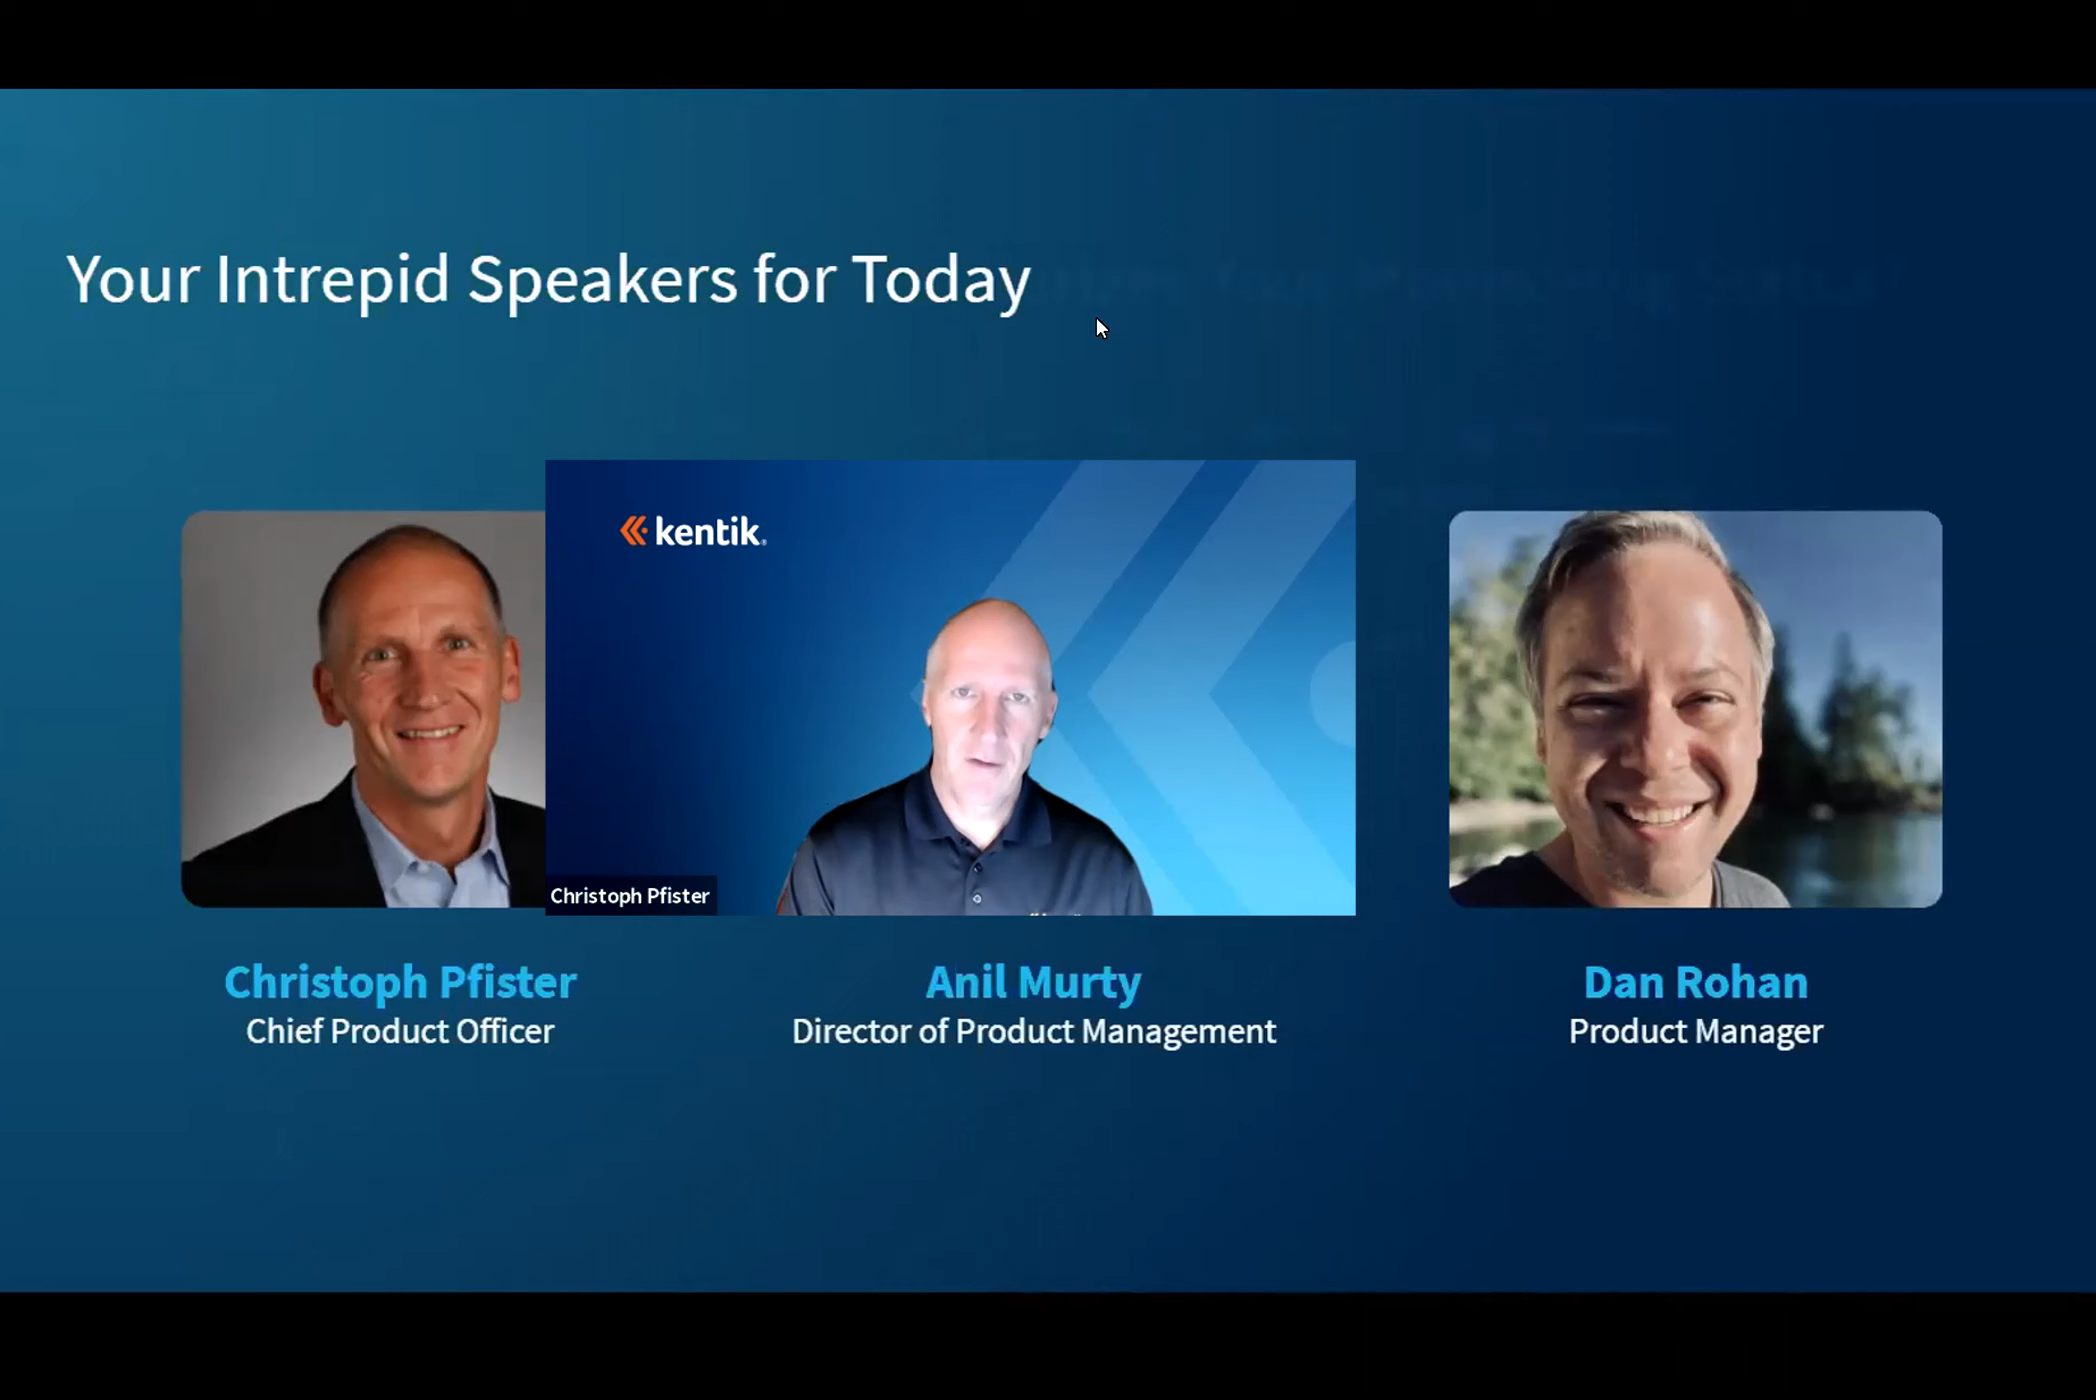 Your Intrepid Speakers for Today
kentik
Christoph Pfister
Christoph Pfister
Chief Product Officer
Anil Murty
Director of Product Management
Dan Rohan
Product Manager